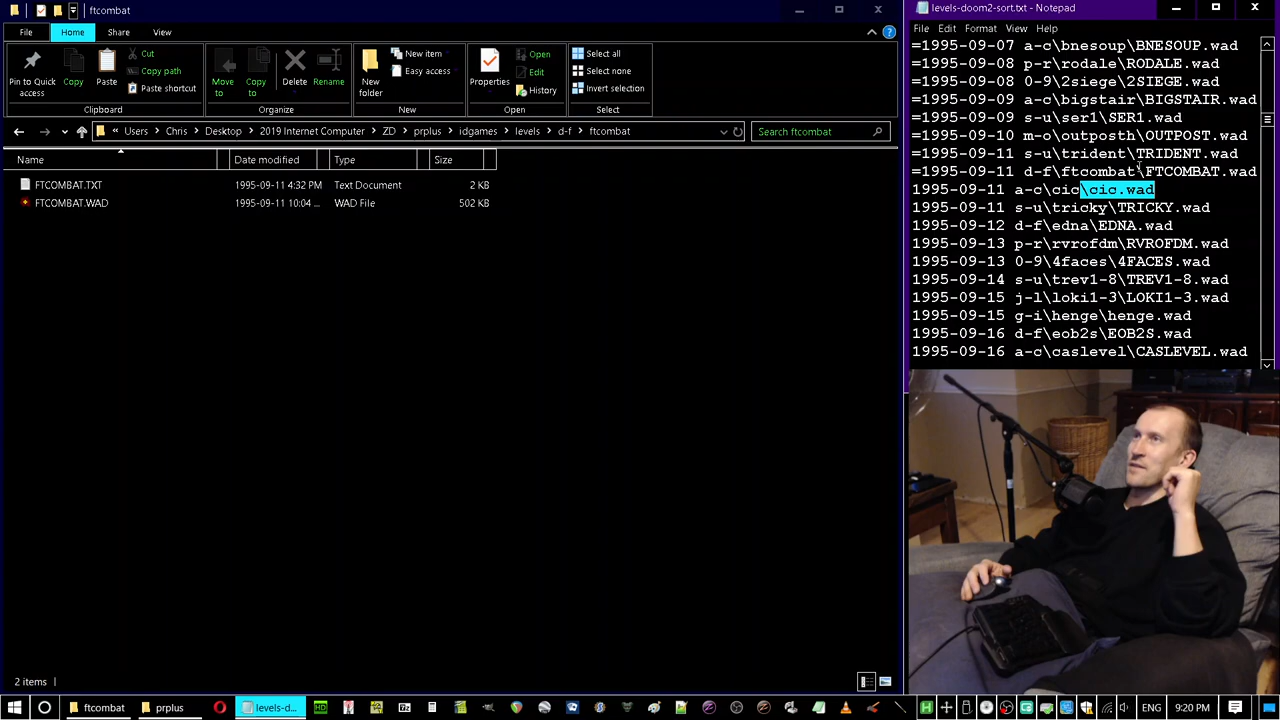 ftcombat
File
Home
Share
View
Pin to Quick access
Copy
Paste
Cut
Copy path
Paste shortcut
Clipboard
Move to
Copy to
Delete
Rename
Organize
New folder
New item
Easy access
New
Properties
Open
Edit
History
Open
Select all
Select none
Invert selection
Select
« Users > Chris > Desktop > 2019 Internet Computer > ZD > prplus > idgames > levels > d-f > ftcombat
Search ftcombat
Name Date modified Type Size
FTCOMBAT.TXT 1995-09-11 4:32 PM Text Document 2 KB
FTCOMBAT.WAD 1995-09-11 10:04 ... WAD File 502 KB
2 items
levels-doom2-sort.txt - Notepad
File Edit Format View Help
=1995-09-07 a-c\bnesoup\BNESOUP.wad
=1995-09-08 p-r\rodale\RODALE.wad
=1995-09-08 0-9\2siege\2SIEGE.wad
=1995-09-09 a-c\bigstair\BIGSTAIR.wad
=1995-09-09 s-u\ser1\SER1.wad
=1995-09-10 m-o\outposth\OUTPOST.wad
=1995-09-11 s-u\trident\TRIDENT.wad
=1995-09-11 d-f\ftcombat\FTCOMBAT.wad
1995-09-11 a-c\cic\cic.wad
1995-09-11 s-u\tricky\TRICKY.wad
1995-09-12 d-f\edna\EDNA.wad
1995-09-13 p-r\rvrofdm\RVROFDM.wad
1995-09-13 0-9\4faces\4FACES.wad
1995-09-14 s-u\trev1-8\TREV1-8.wad
1995-09-15 j-l\loki1-3\LOKI1-3.wad
1995-09-15 g-i\henge\henge.wad
1995-09-16 d-f\eob2s\EOB2S.wad
1995-09-16 a-c\caslevel\CASLEVEL.wad
ftcombat
prplus
levels-d...
ENG
9:20 PM